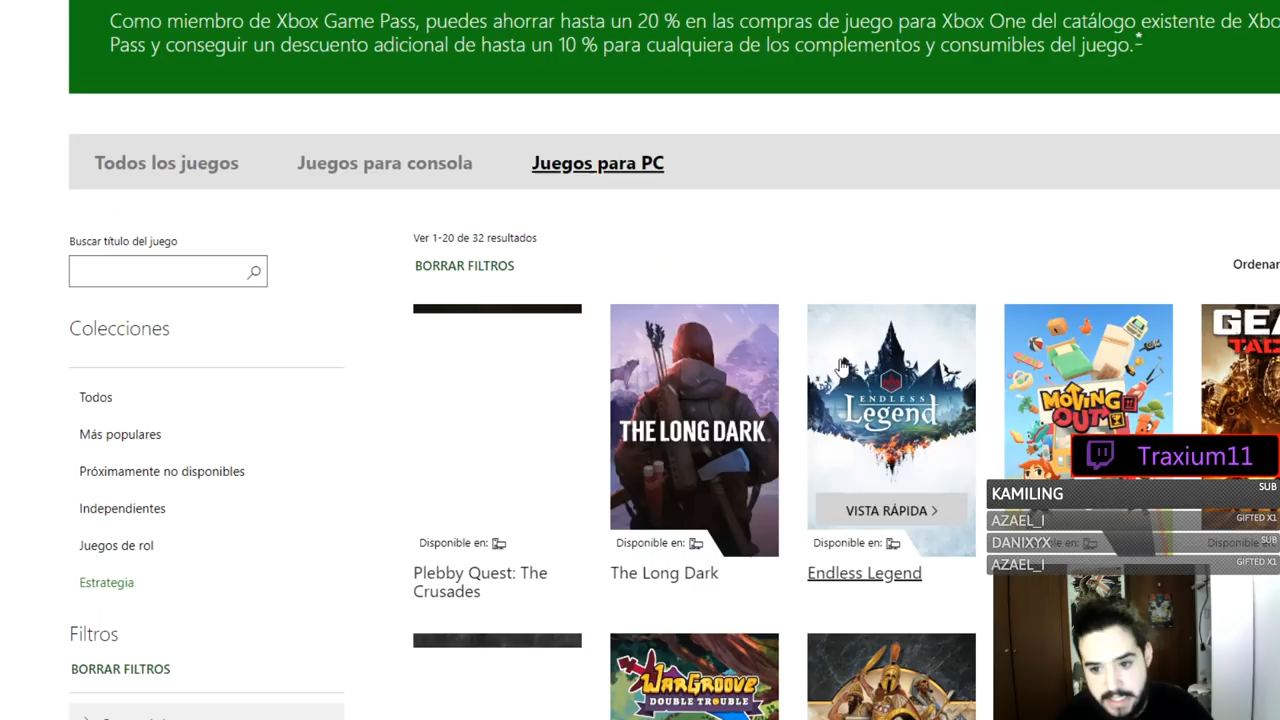 Como miembro de Xbox Game Pass, puedes ahorrar hasta un 20 % en las compras de juego para Xbox One del catálogo existente de Xbo
Pass y conseguir un descuento adicional de hasta un 10 % para cualquiera de los complementos y consumibles del juego.*
Todos los juegos
Juegos para consola
Juegos para PC
Buscar título del juego
Ver 1-20 de 32 resultados
BORRAR FILTROS
Ordenar
Colecciones
Todos
Más populares
Próximamente no disponibles
Independientes
Juegos de rol
Estrategia
Filtros
BORRAR FILTROS
THE LONG DARK
ENDLESS
Legend
MOVING
OUT
GEA
TAC
VISTA RÁPIDA >
Disponible en:
Disponible en:
Disponible en:
Plebby Quest: The
Crusades
The Long Dark
Endless Legend
WARGROOVE
DOUBLE TROUBLE
Traxium11
KAMILING SUB
AZAEL_I GIFTED X1
DANIXYX SUB
AZAEL_I GIFTED X1